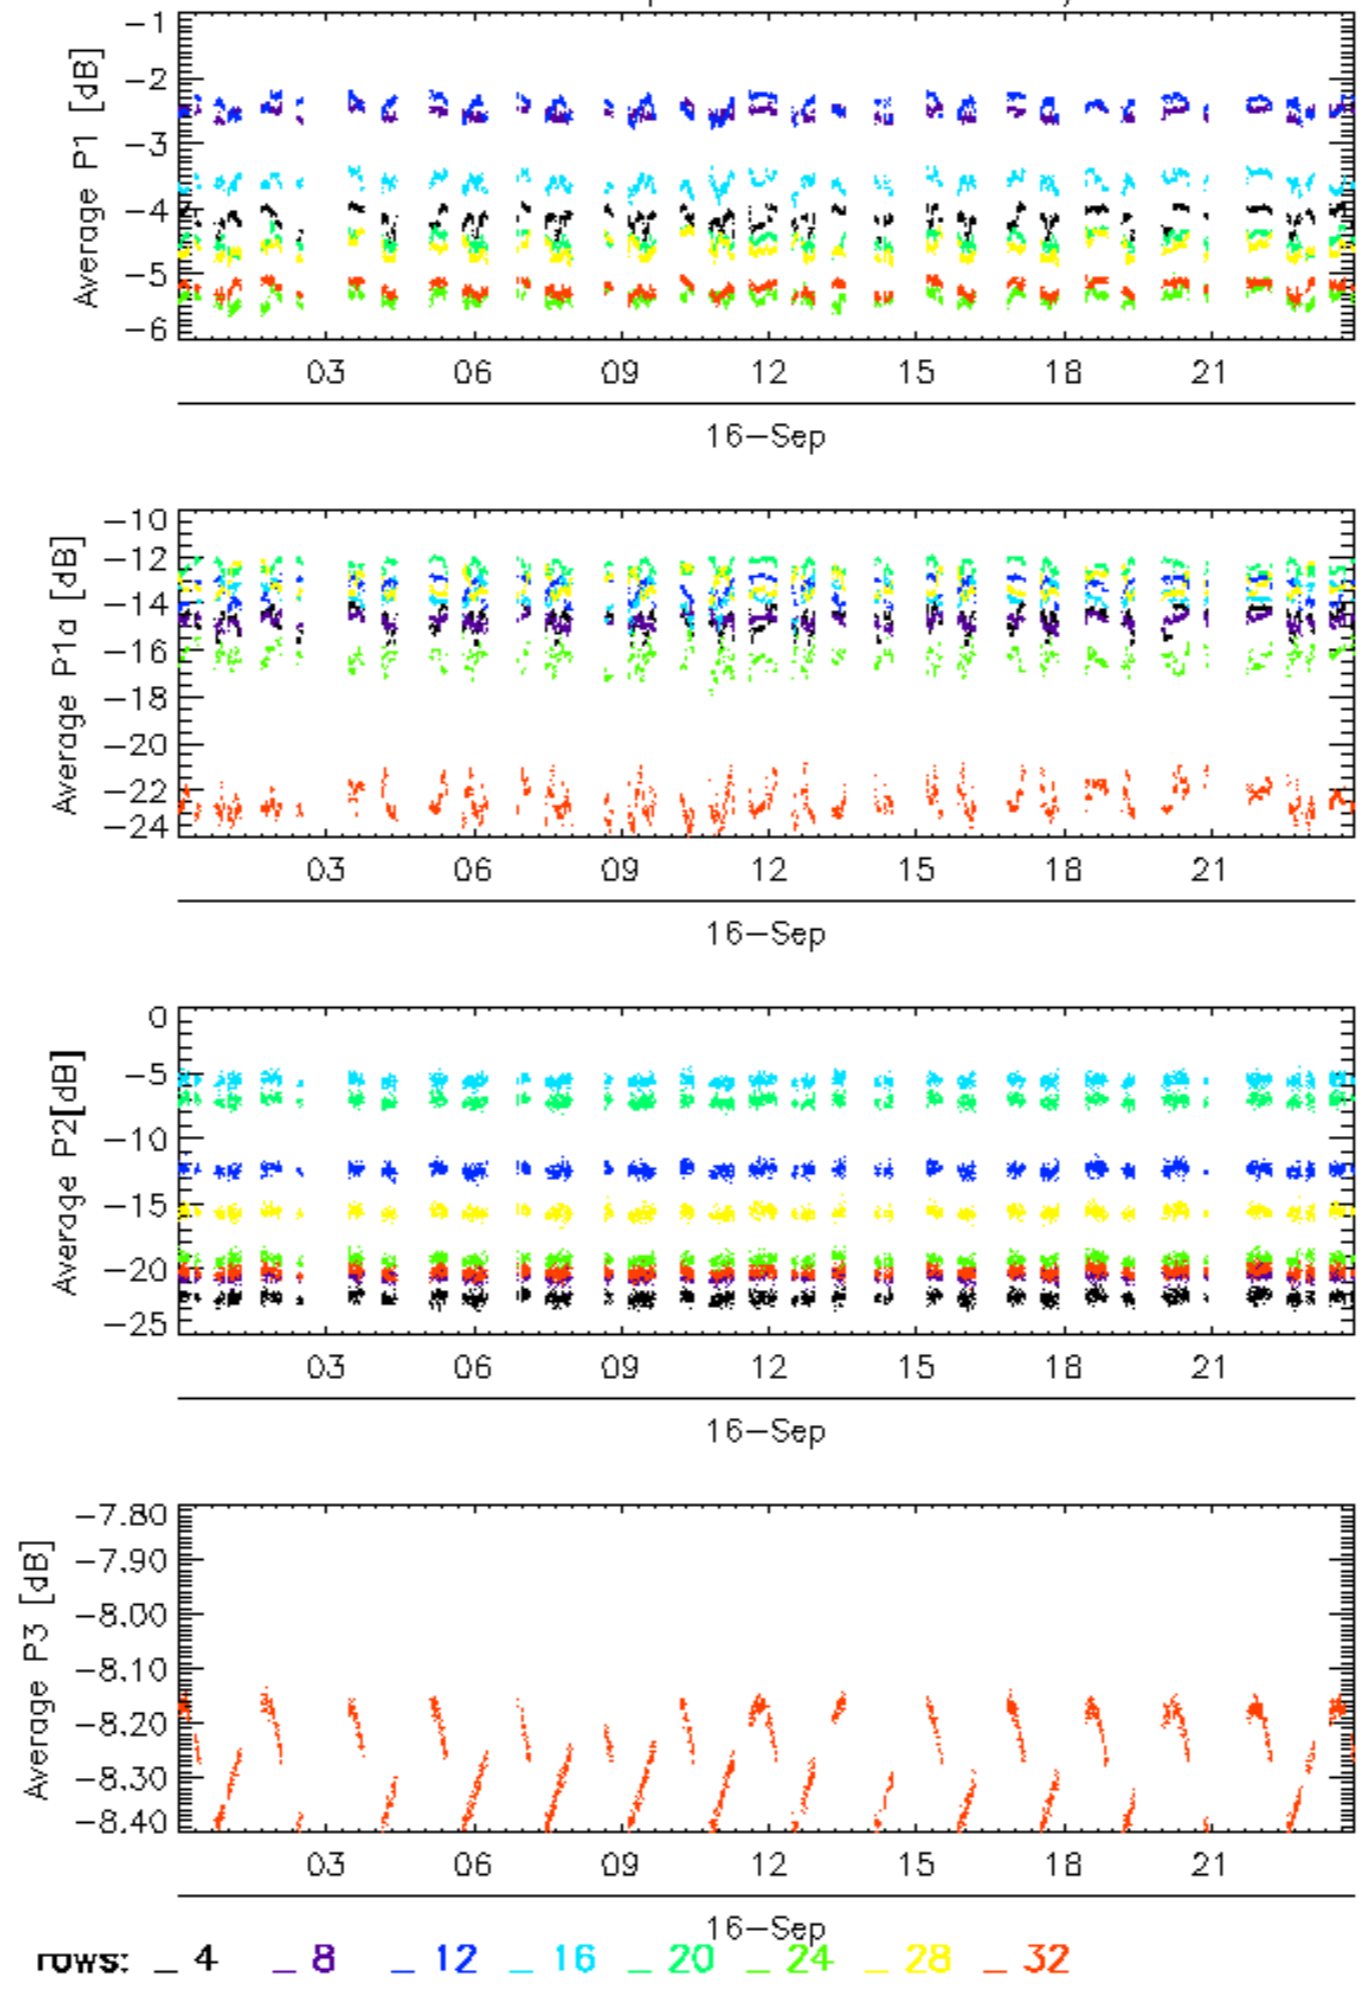 Average P1 [dB]
−1
−2
−3
−4
−5
−6
03 06 09 12 15 18 21
16−Sep
Average P1a [dB]
−10
−12
−14
−16
−18
−20
−22
−24
03 06 09 12 15 18 21
16−Sep
Average P2[dB]
0
−5
−10
−15
−20
−25
03 06 09 12 15 18 21
16−Sep
Average P3 [dB]
−7.80
−7.90
−8.00
−8.10
−8.20
−8.30
−8.40
03 06 09 12 15 18 21
16−Sep
rows: _ 4 _ 8 _ 12 _ 16 _ 20 _ 24 _ 28 _ 32